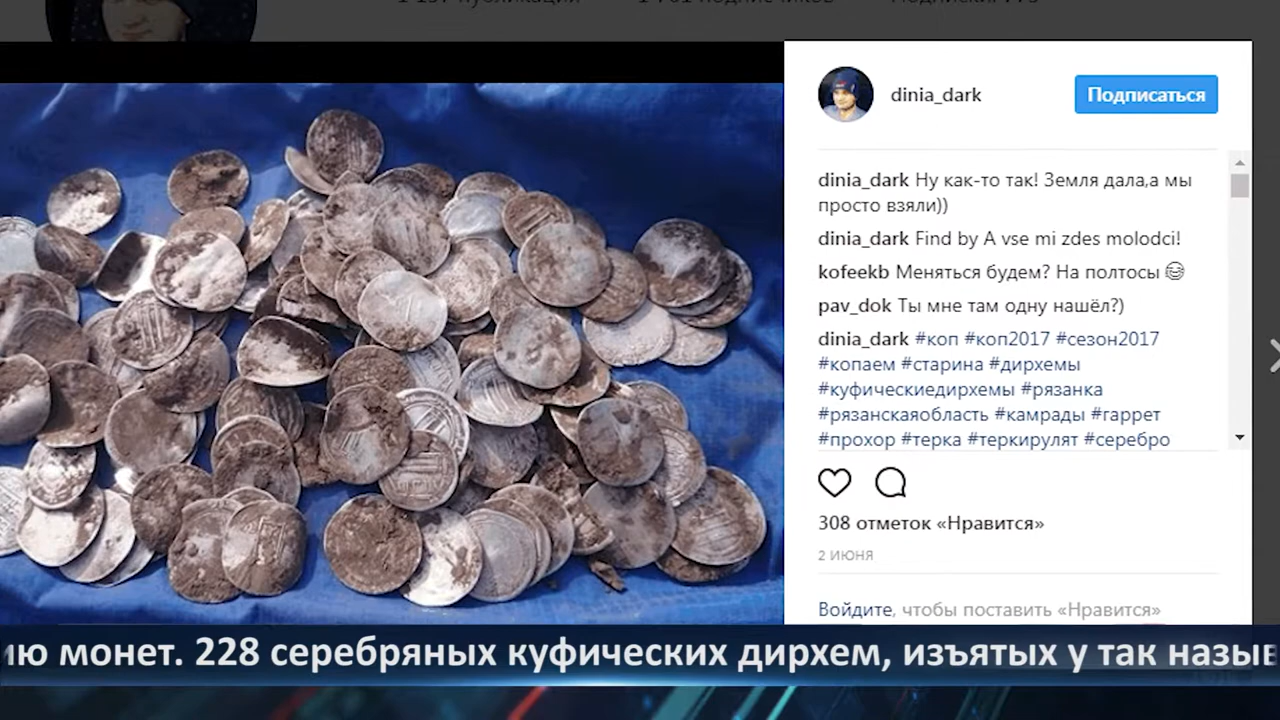 dinia_dark
Подписаться
dinia_dark Ну как-то так! Земля дала,а мы
просто взяли))
dinia_dark Find by A vse mi zdes molodci!
kofeekb Меняться будем? На полтосы
pav_dok Ты мне там одну нашёл?)
dinia_dark #коп #коп2017 #сезон2017
#копаем #старина #дирхемы
#куфическиедирхемы #рязанка
#рязанскаяобласть #камрады #гаррет
#прохор #терка #теркирулят #серебро
308 отметок «Нравится»
2 ИЮНЯ
Войдите, чтобы поставить «Нравится»
ию монет. 228 серебряных куфических дирхем, изъятых у так назыв